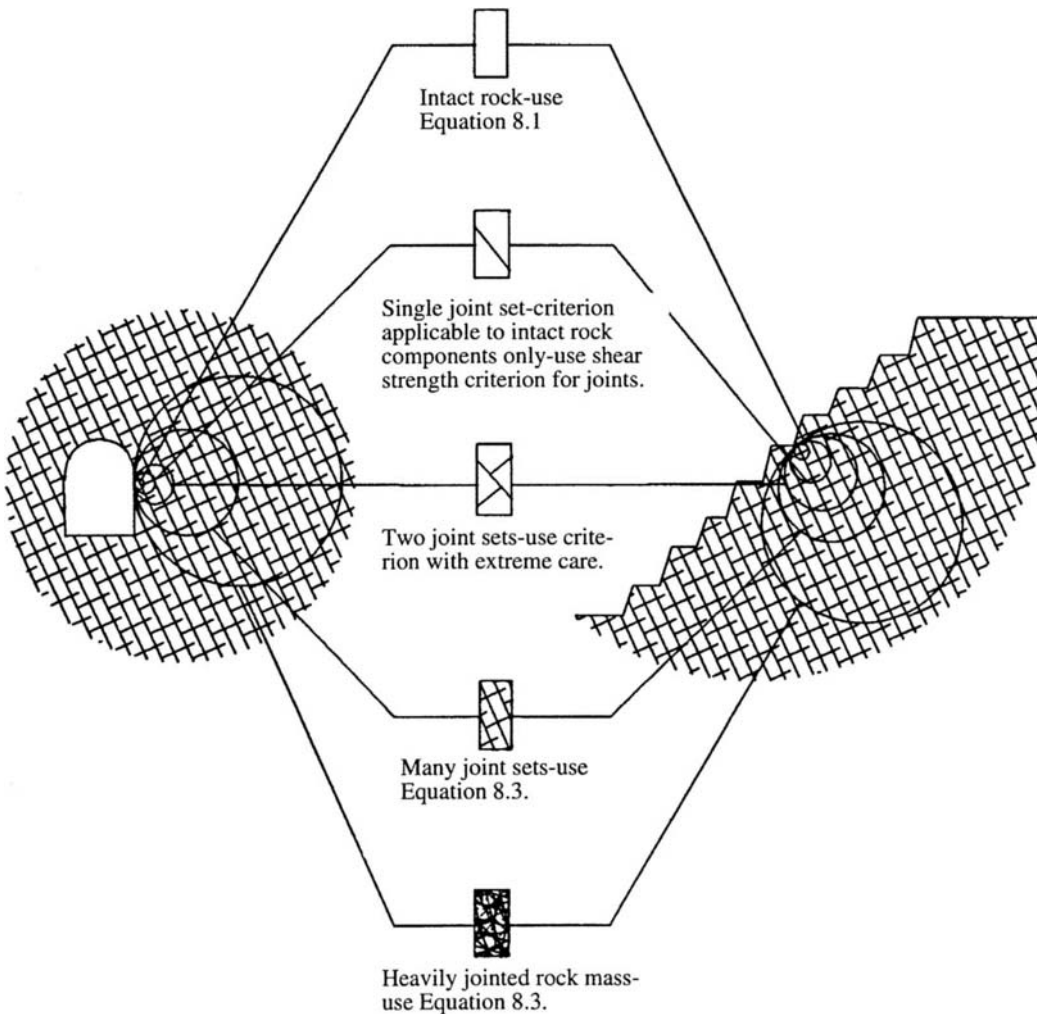 Intact rock-use
Equation 8.1
Single joint set-criterion
applicable to intact rock
components only-use shear
strength criterion for joints.
Two joint sets-use crite-
rion with extreme care.
Many joint sets-use
Equation 8.3.
Heavily jointed rock mass-
use Equation 8.3.